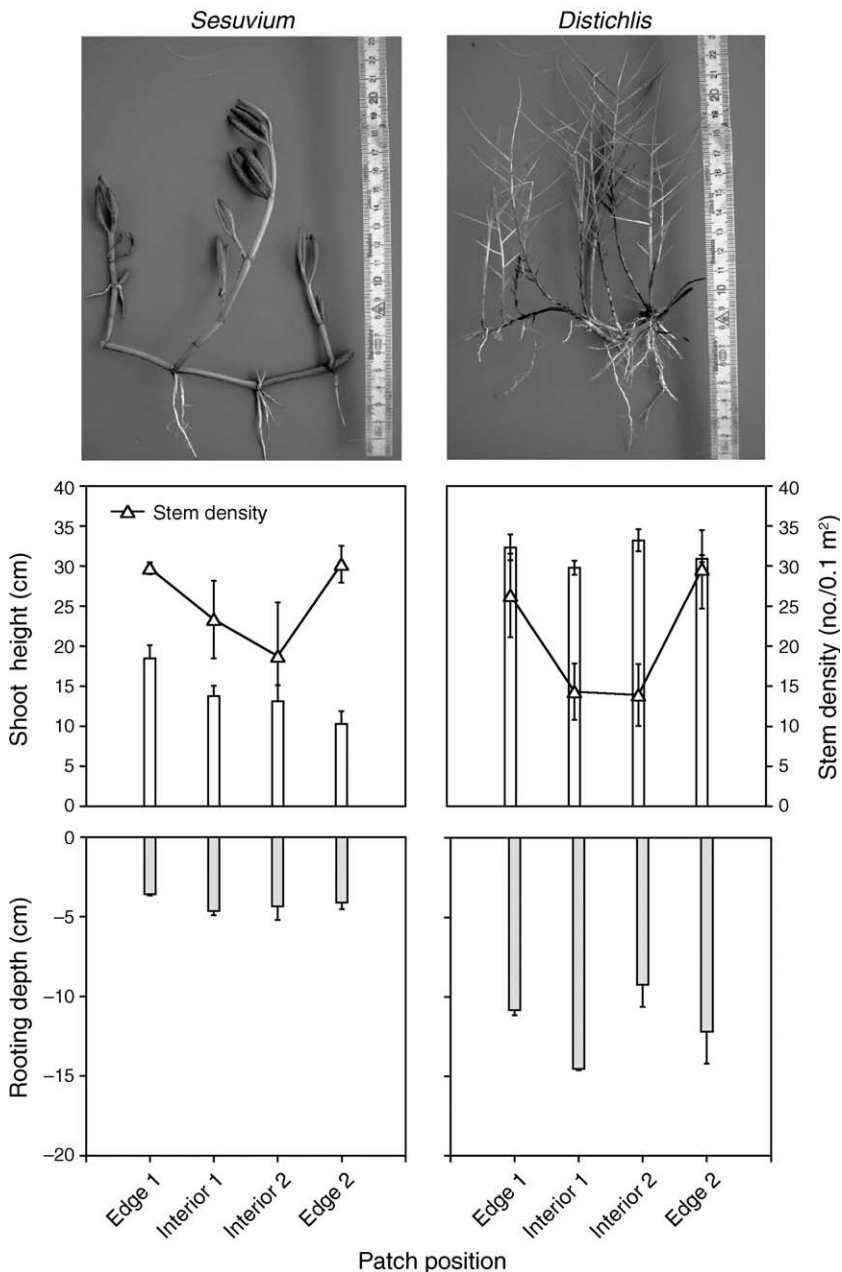 Sesuvium
Distichlis
40
35
30
25
20
15
10
5
0
Shoot height (cm)
Stem density
40
35
30
25
20
15
10
5
0
Stem density (no./0.1 m²)
0
−5
−10
−15
−20
Rooting depth (cm)
Edge 1
Interior 1
Interior 2
Edge 2
Edge 1
Interior 1
Interior 2
Edge 2
Patch position